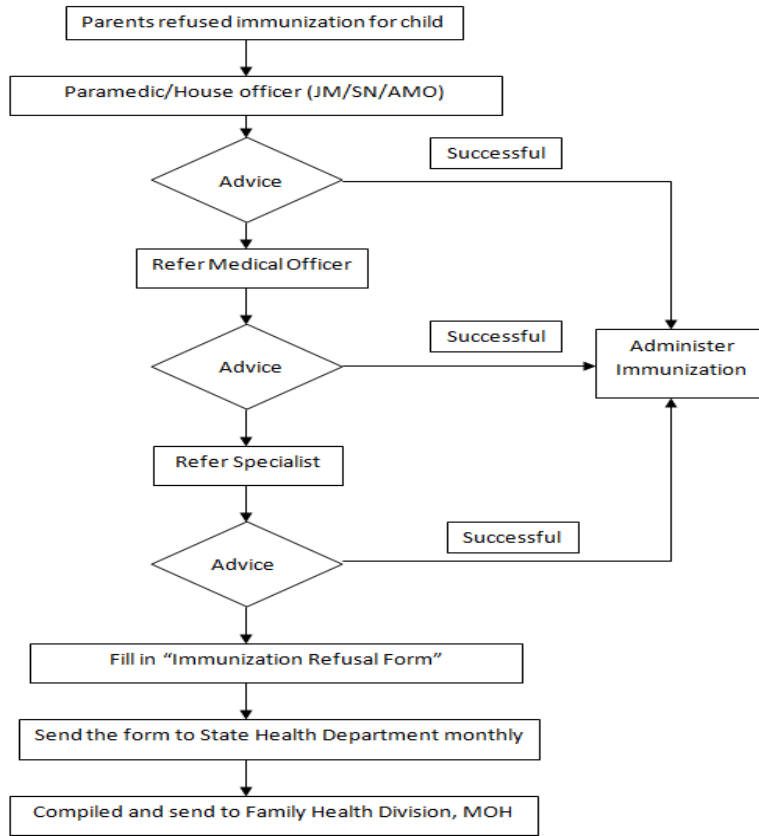 Parents refused immunization for child
Paramedic/House officer (JM/SN/AMO)
Successful
Advice
Refer Medical Officer
Successful
Advice
Administer
Immunization
Refer Specialist
Successful
Advice
Fill in “Immunization Refusal Form”
Send the form to State Health Department monthly
Compiled and send to Family Health Division, MOH